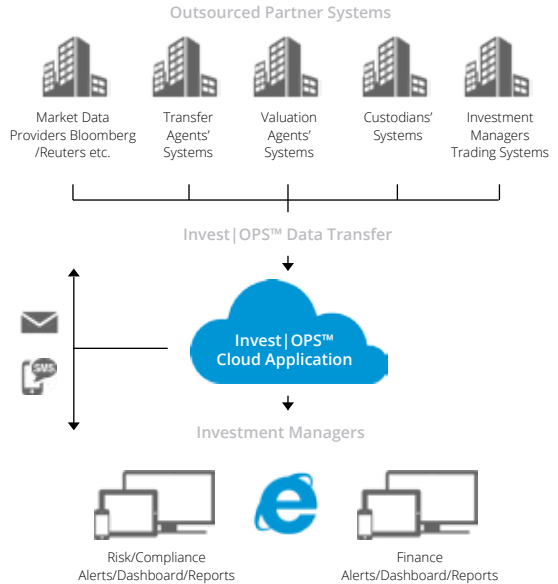 Outsourced Partner Systems
Market Data
Providers Bloomberg
/Reuters etc.
Transfer
Agents’
Systems
Valuation
Agents’
Systems
Custodians’
Systems
Investment
Managers
Trading Systems
Invest|OPS™ Data Transfer
Invest|OPS™
Cloud Application
SMS
Investment Managers
Risk/Compliance
Alerts/Dashboard/Reports
Finance
Alerts/Dashboard/Reports